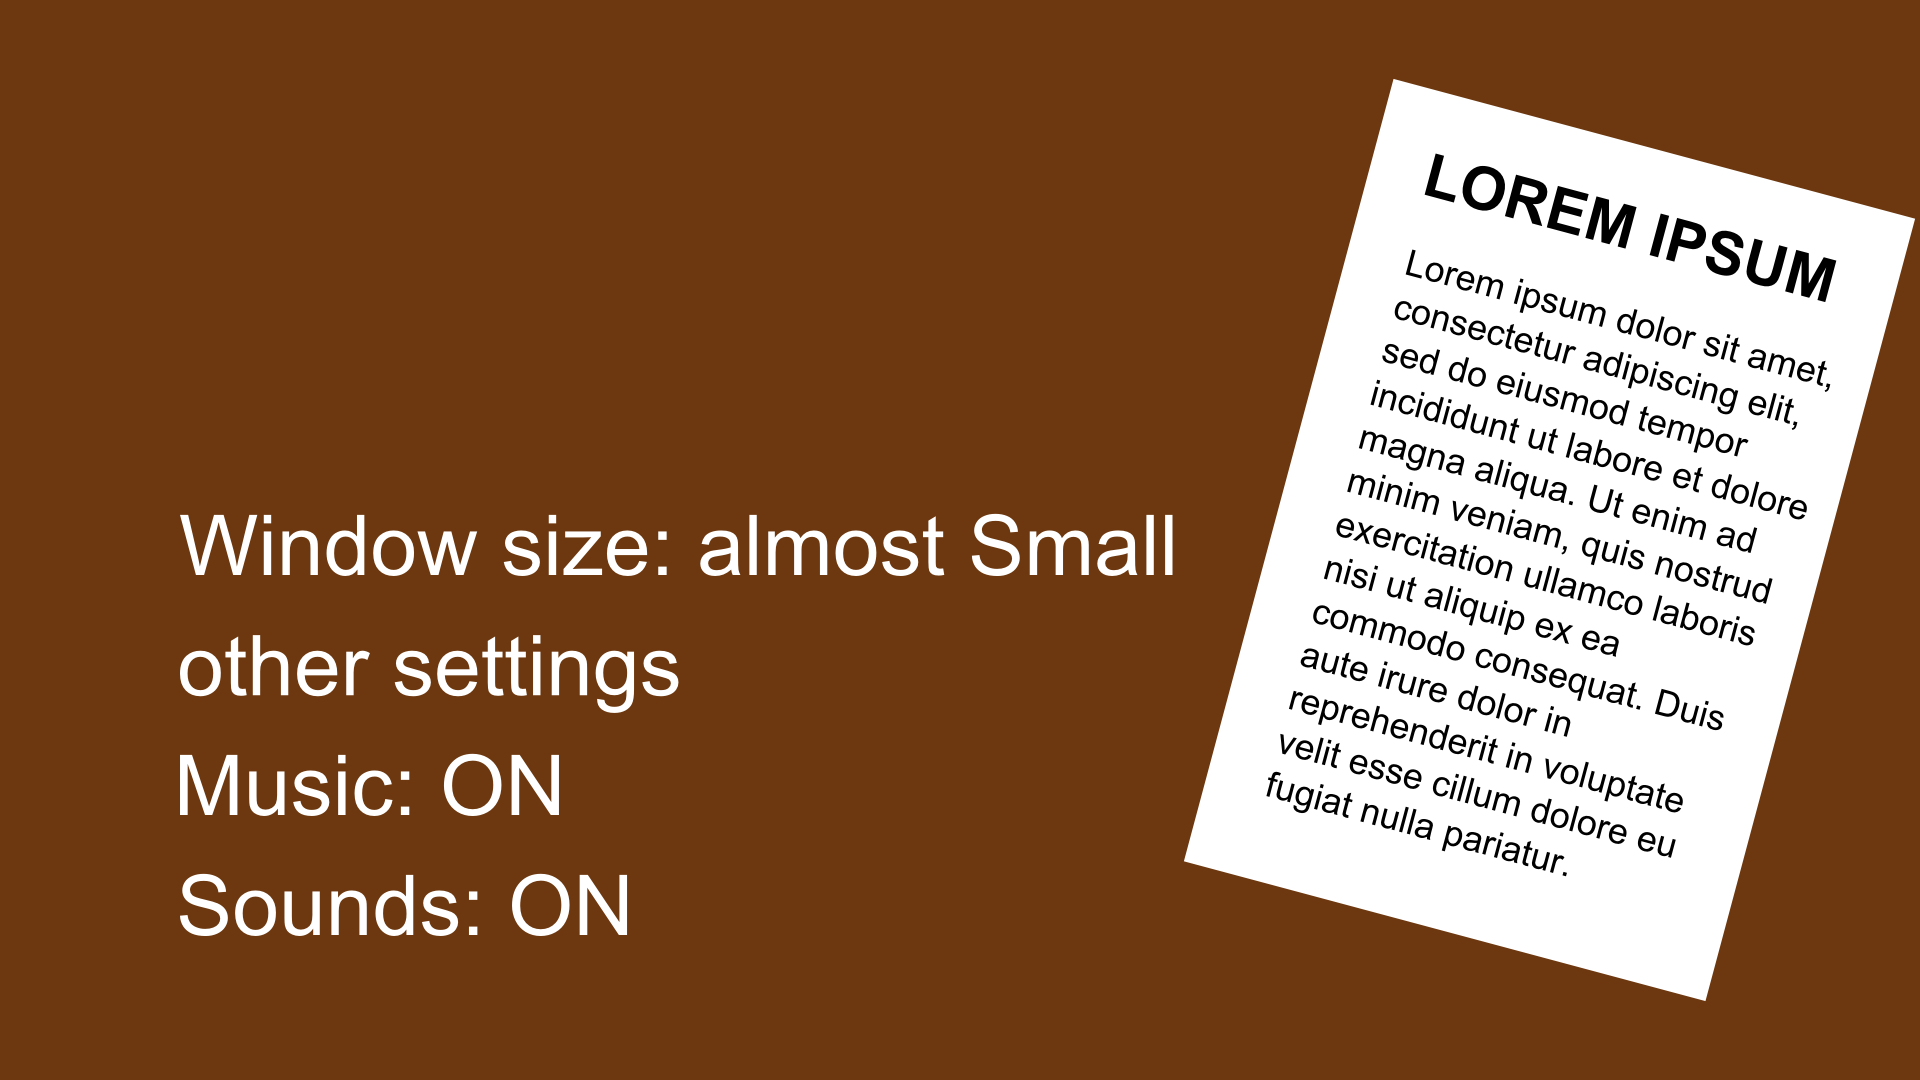 Window size: almost Small
other settings
Music: ON
Sounds: ON
LOREM IPSUM
Lorem ipsum dolor sit amet,
consectetur adipiscing elit,
sed do eiusmod tempor
incididunt ut labore et dolore
magna aliqua. Ut enim ad
minim veniam, quis nostrud
exercitation ullamco laboris
nisi ut aliquip ex ea
commodo consequat. Duis
aute irure dolor in
reprehenderit in voluptate
velit esse cillum dolore eu
fugiat nulla pariatur.